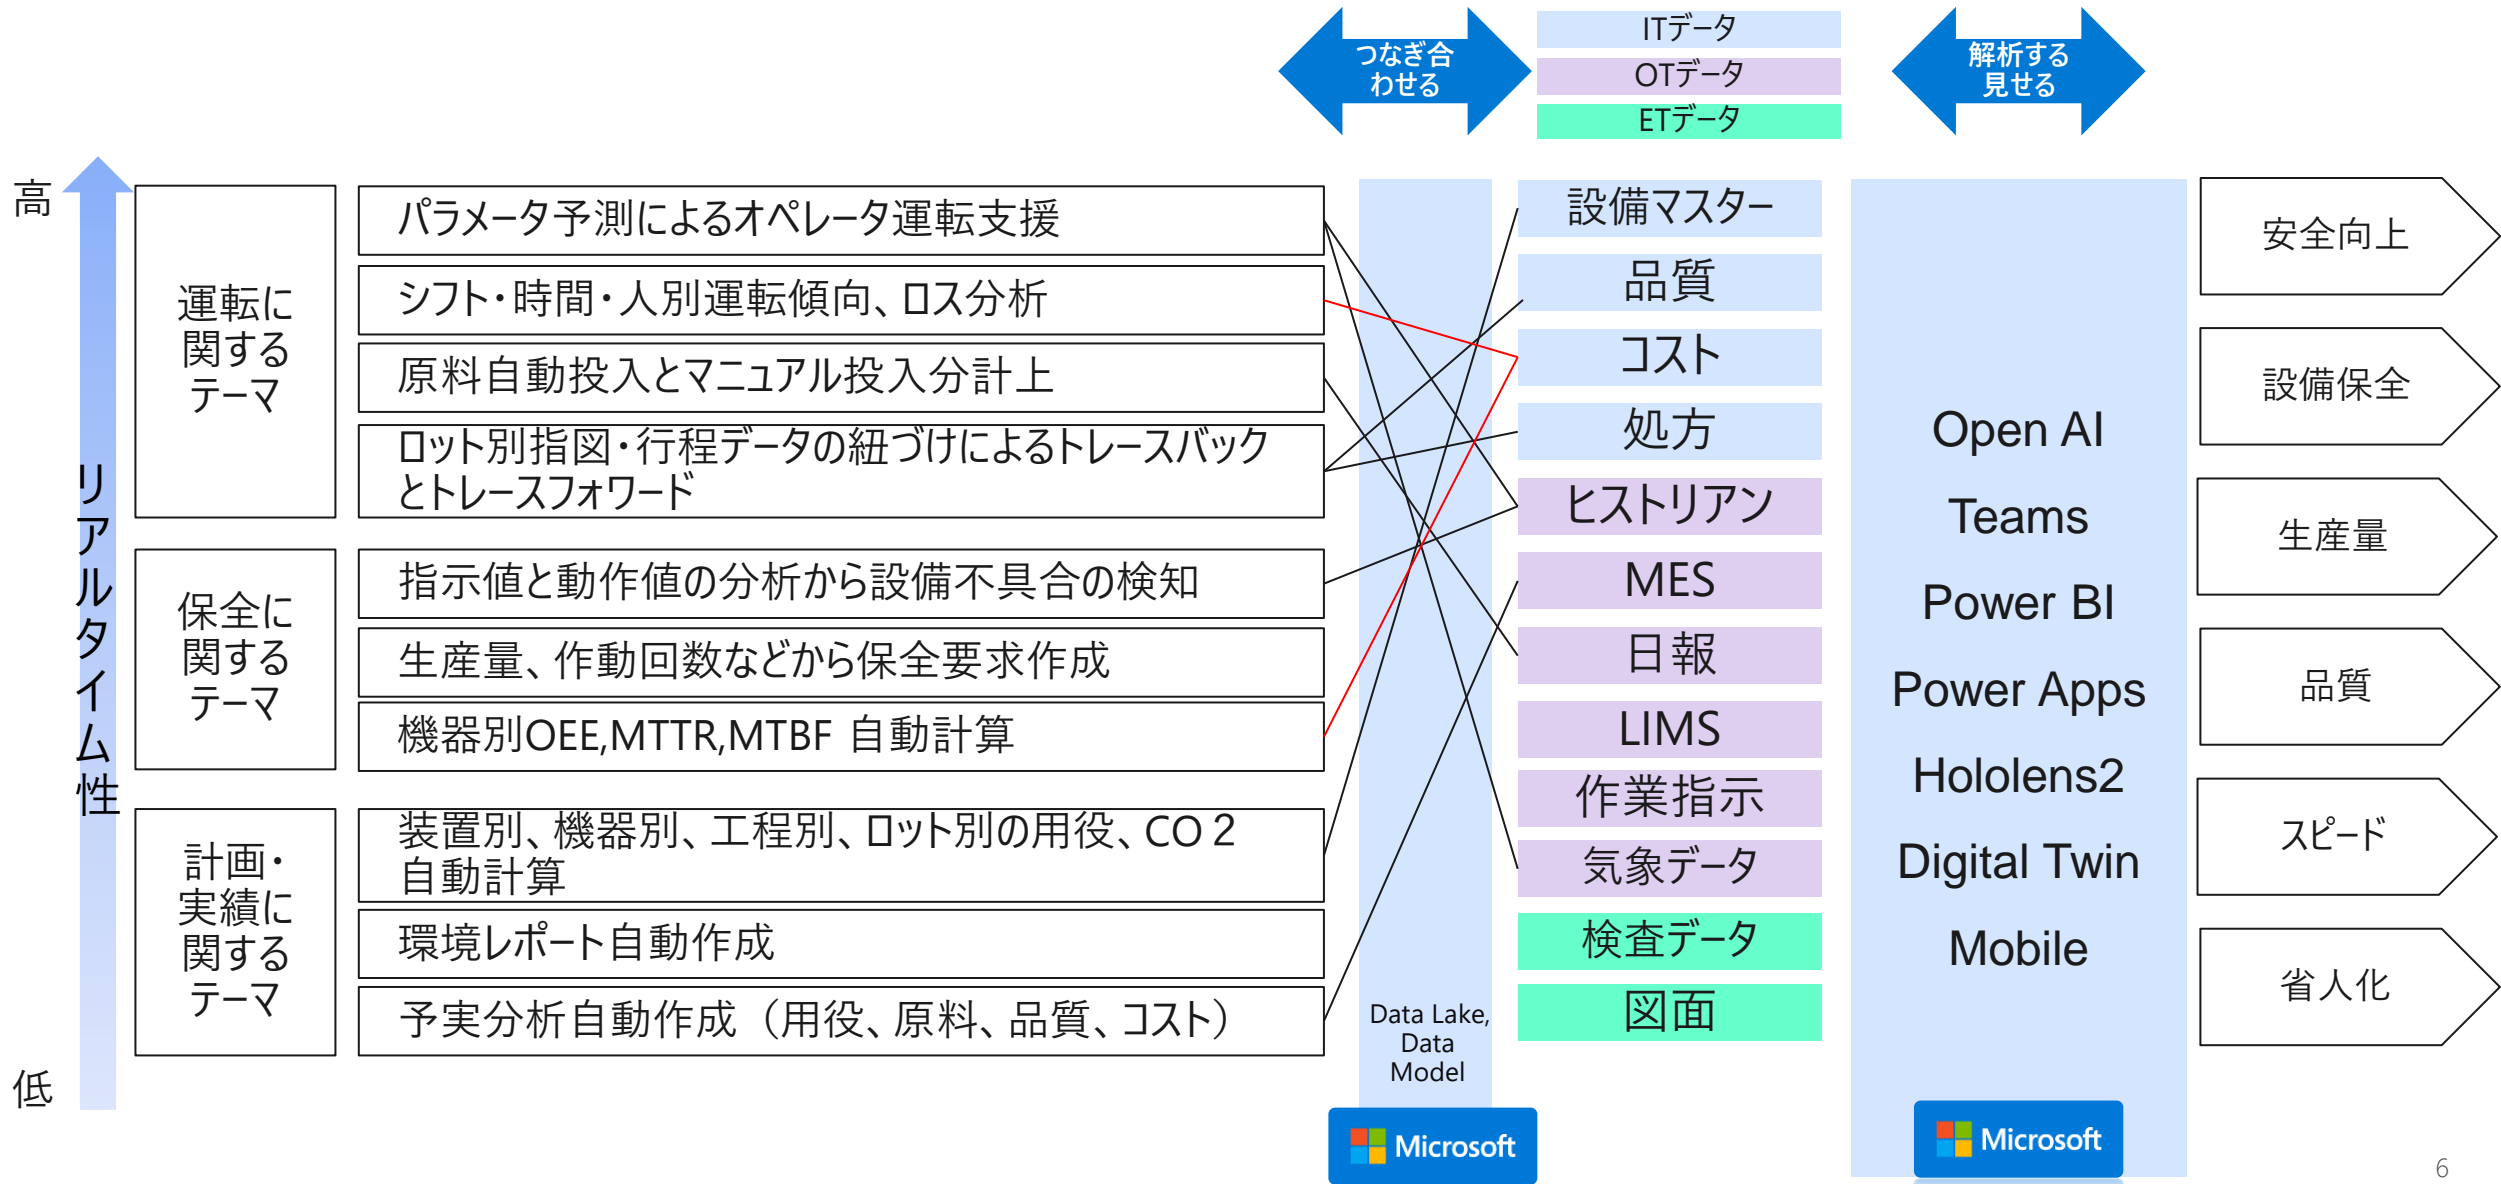 つなぎ合
わせる
ITデータ
OTデータ
ETデータ
解析する
見せる
高
リアルタイム性
低
運転に
関する
テーマ
パラメータ予測によるオペレータ運転支援
シフト・時間・人別運転傾向、ロス分析
原料自動投入とマニュアル投入分計上
ロット別指図・行程データの紐づけによるトレースバック
とトレースフォワード
保全に
関する
テーマ
指示値と動作値の分析から設備不具合の検知
生産量、作動回数などから保全要求作成
機器別OEE,MTTR,MTBF 自動計算
計画・
実績に
関する
テーマ
装置別、機器別、工程別、ロット別の用役、CO２
自動計算
環境レポート自動作成
予実分析自動作成（用役、原料、品質、コスト）
Data Lake,
Data
Model
Microsoft
設備マスター
品質
コスト
処方
ヒストリアン
MES
日報
LIMS
作業指示
気象データ
検査データ
図面
Open AI
Teams
Power BI
Power Apps
Hololens2
Digital Twin
Mobile
Microsoft
安全向上
設備保全
生産量
品質
スピード
省人化
6